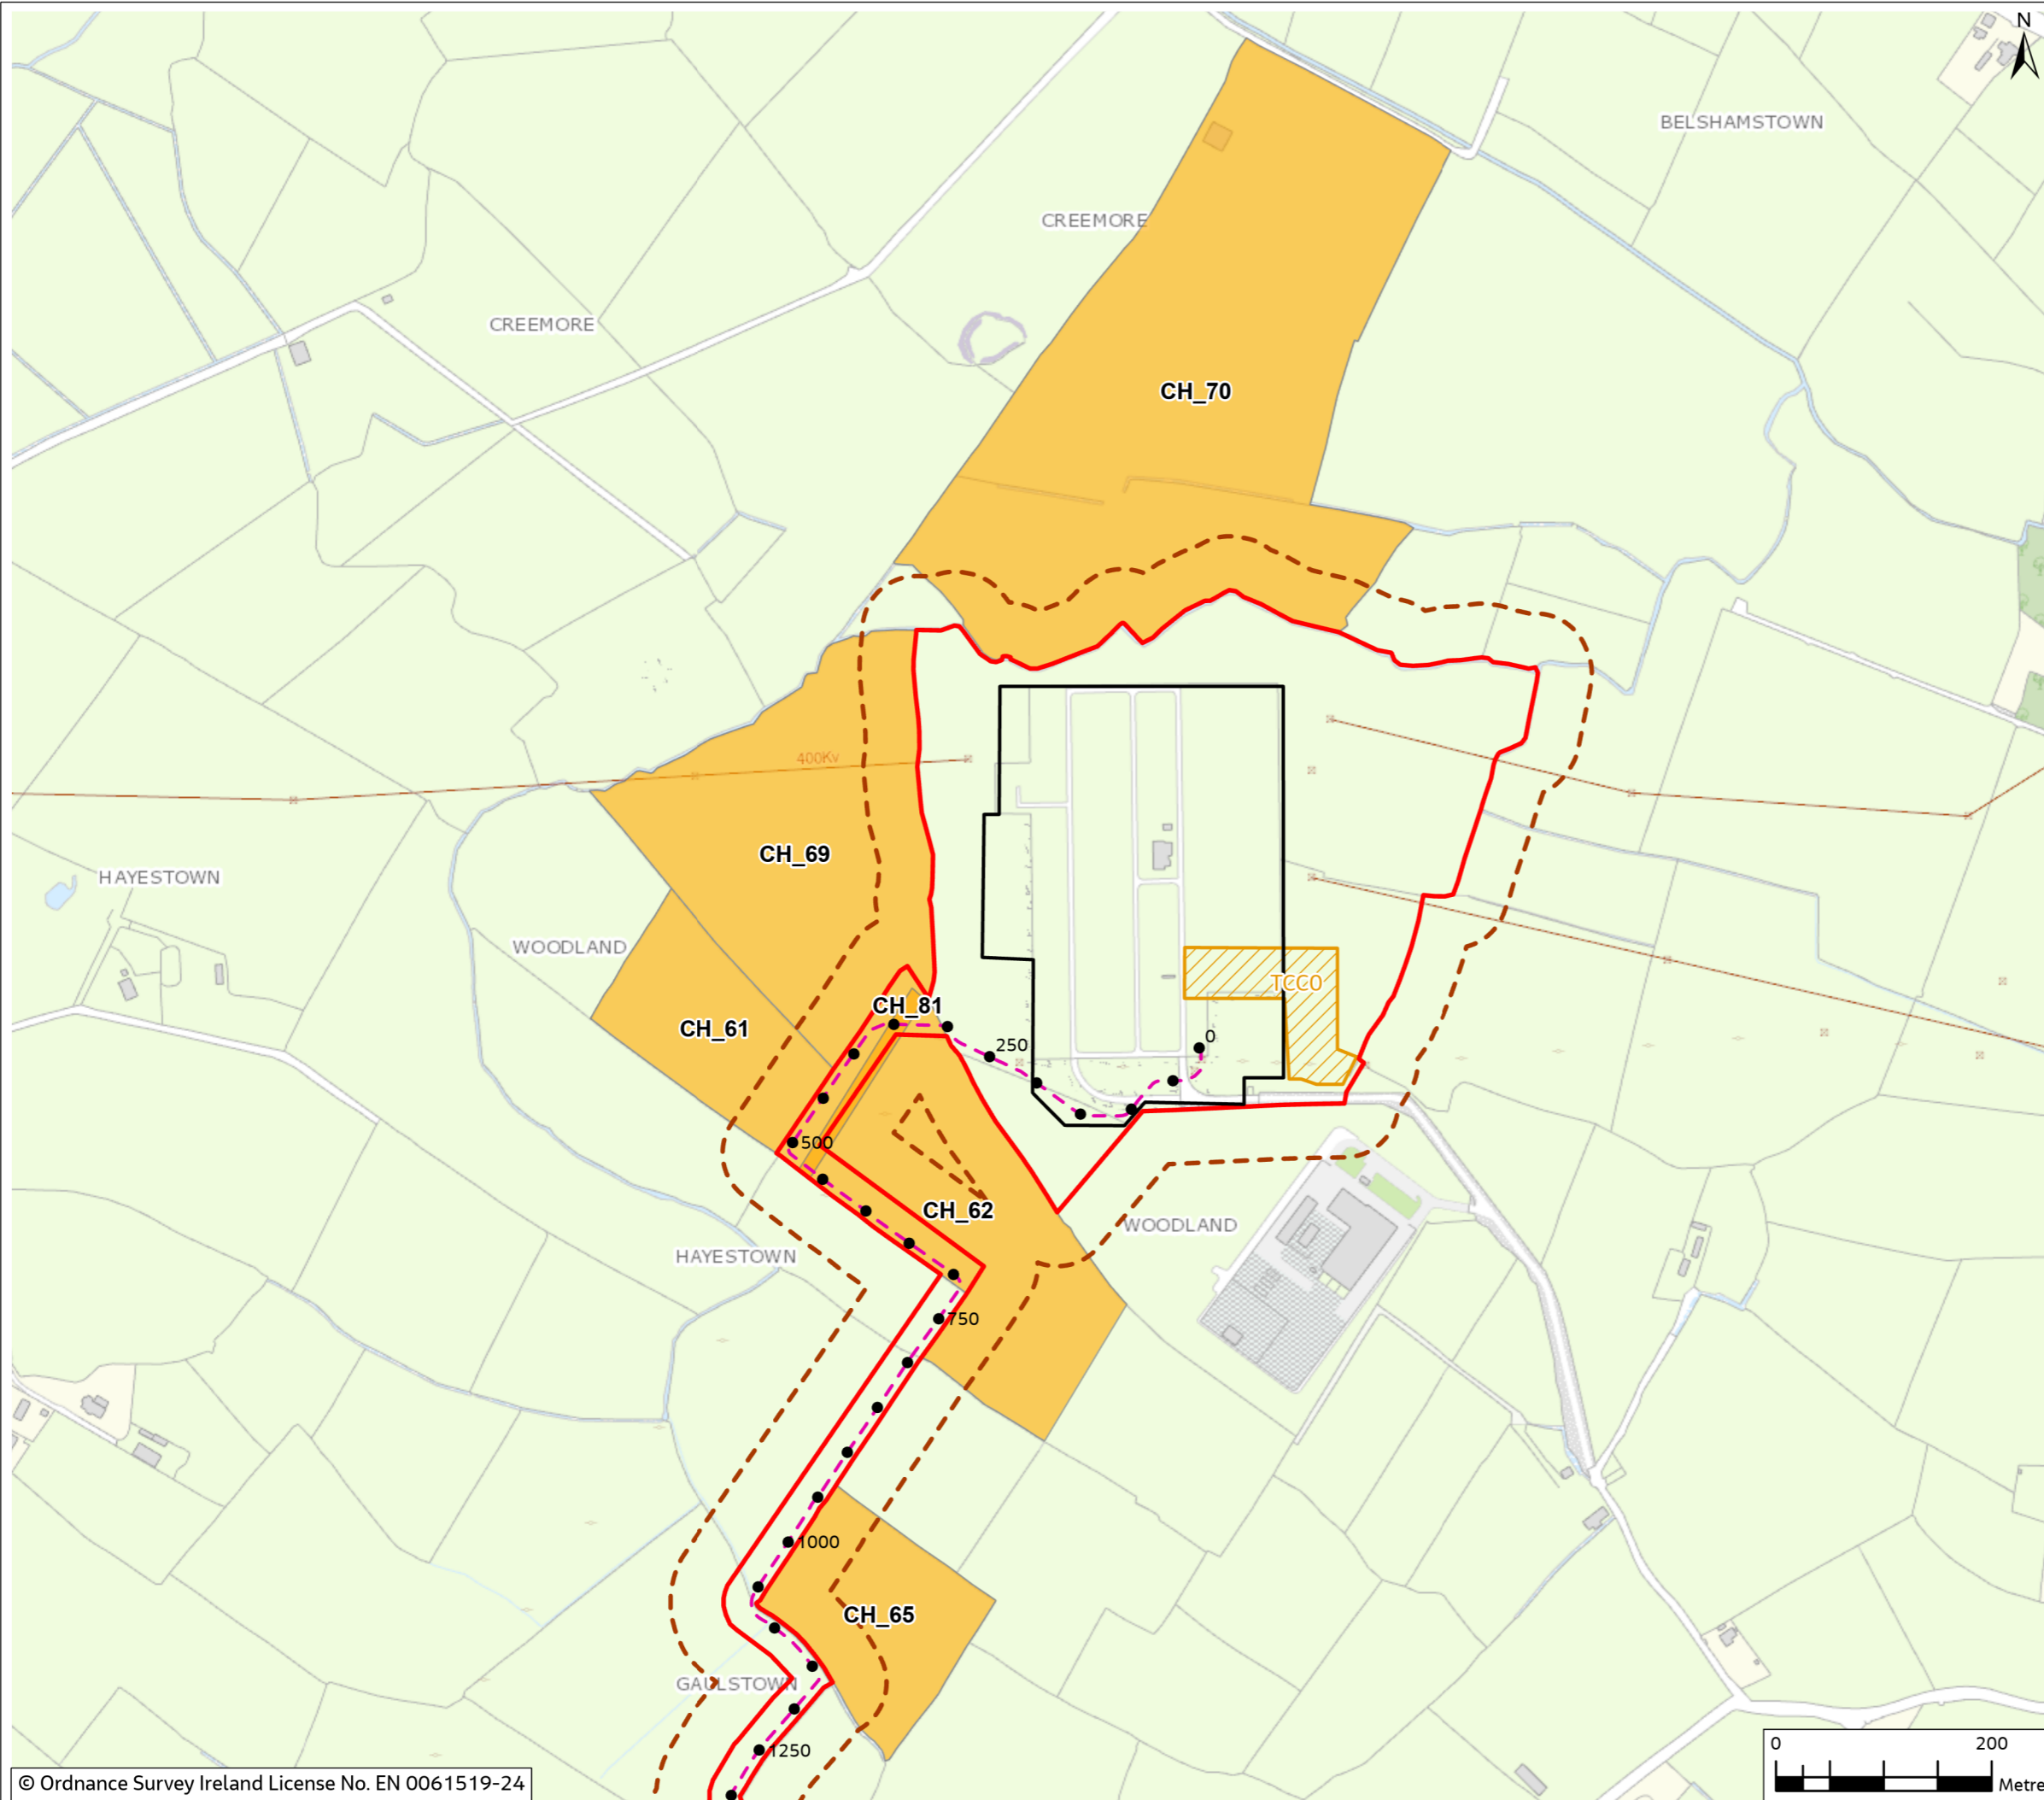 N
BELSHAMSTOWN
CREEMORE
CREEMORE
CH_70
400Kv
CH_69
HAYESTOWN
WOODLAND
TCC0
CH_81
CH_61
250
0
500
CH_62
WOODLAND
HAYESTOWN
750
1000
CH_65
GAULSTOWN
1250
0 200
Metre
© Ordnance Survey Ireland License No. EN 0061519-24